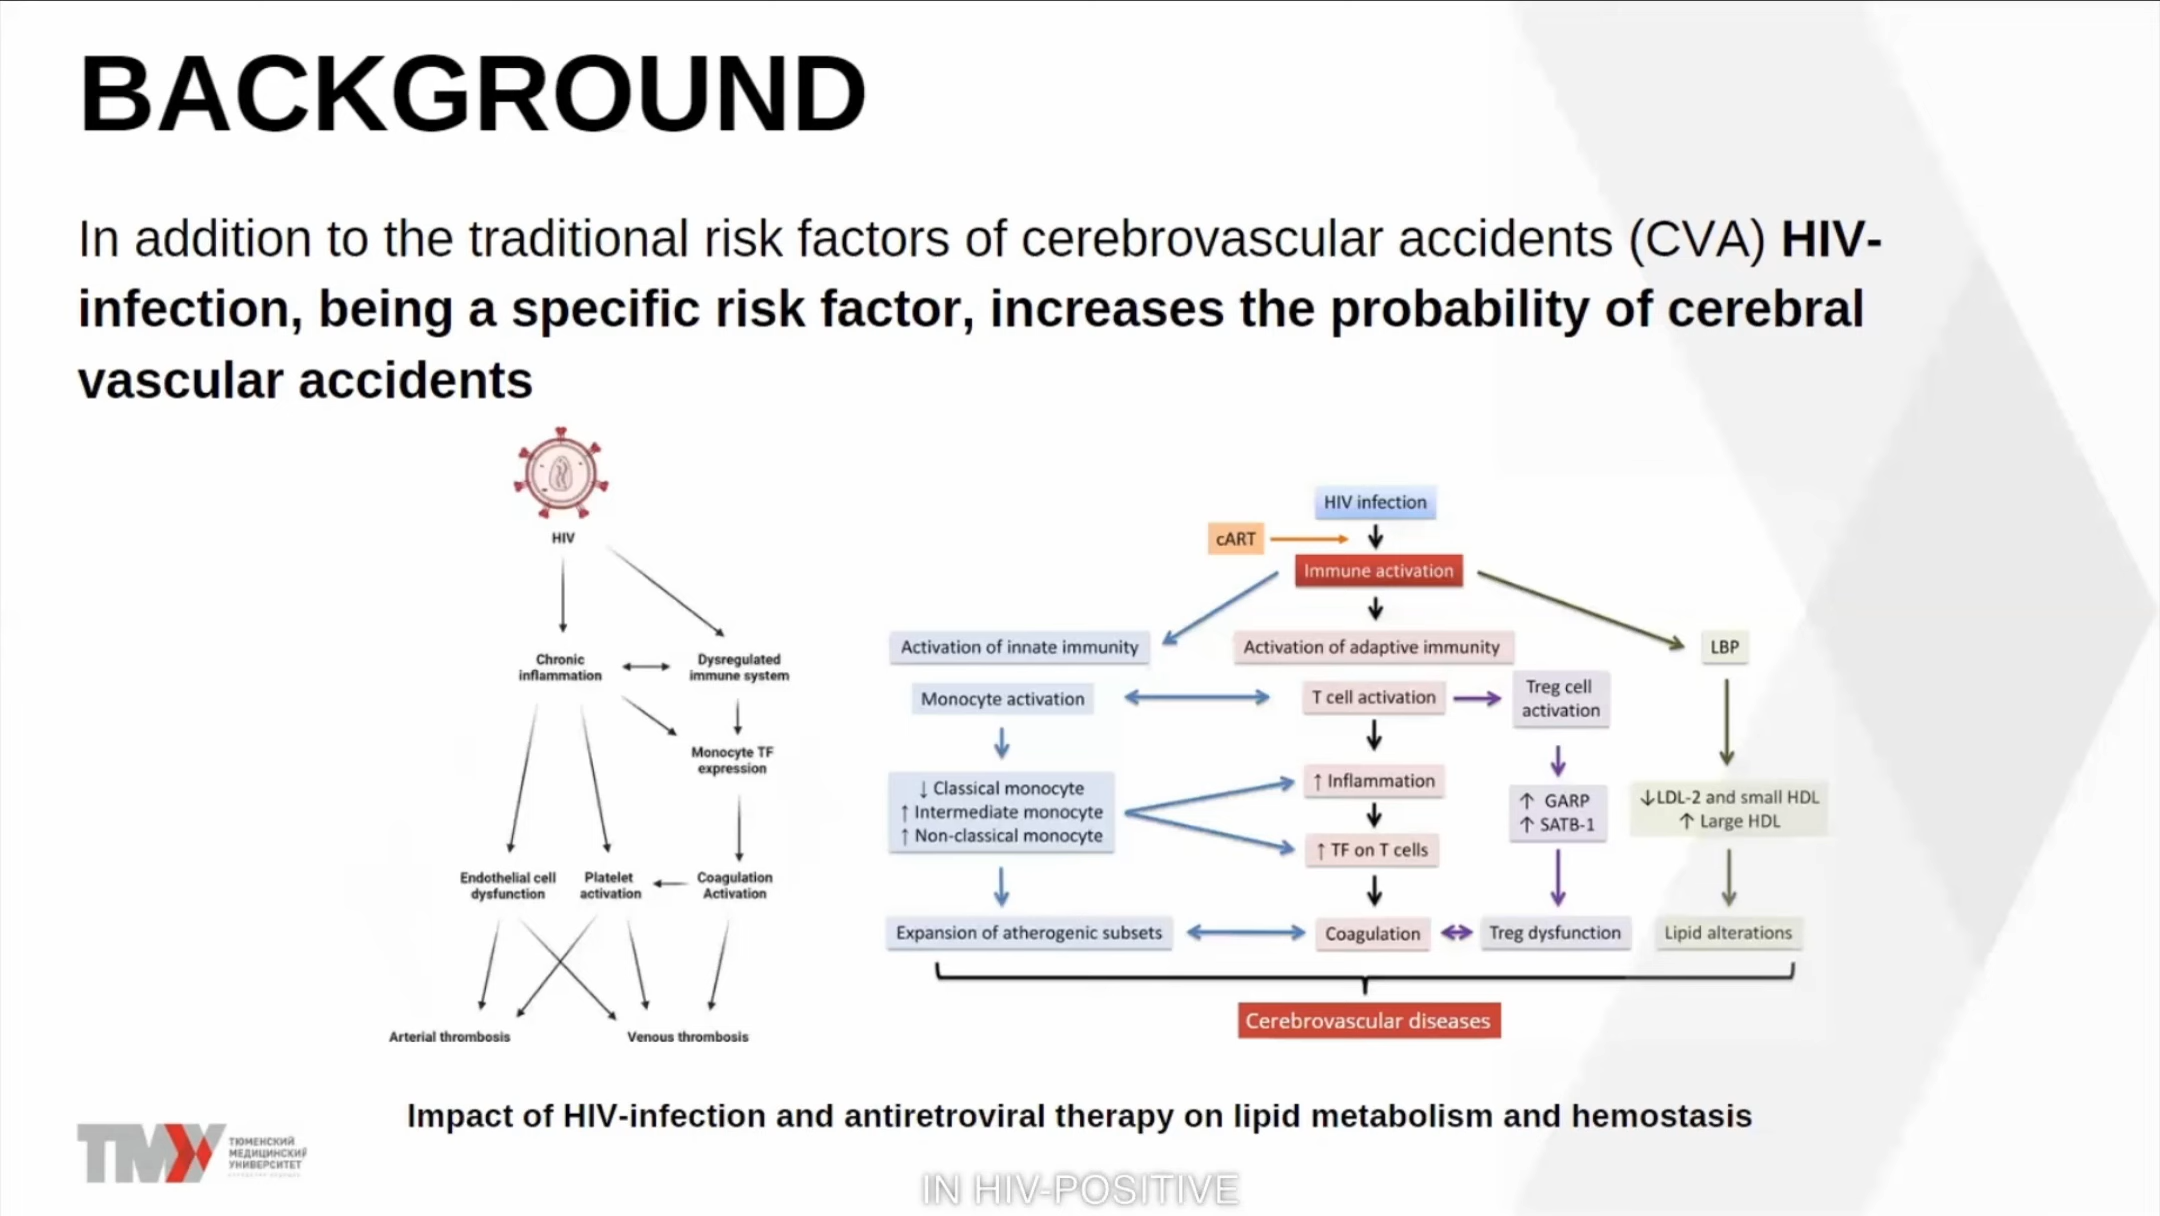 BACKGROUND
In addition to the traditional risk factors of cerebrovascular accidents (CVA) HIV-
infection, being a specific risk factor, increases the probability of cerebral
vascular accidents
HIV
Chronic
inflammation
Dysregulated
immune system
Monocyte TF
expression
Endothelial cell
dysfunction
Platelet
activation
Coagulation
Activation
Arterial thrombosis
Venous thrombosis
HIV infection
cART
Immune activation
Activation of innate immunity
Activation of adaptive immunity
LBP
Monocyte activation
T cell activation
Treg cell
activation
↓ Classical monocyte
↑ Intermediate monocyte
↑ Non-classical monocyte
↑ Inflammation
↑ TF on T cells
↑ GARP
↑ SATB-1
↓LDL-2 and small HDL
↑ Large HDL
Expansion of atherogenic subsets
Coagulation
Treg dysfunction
Lipid alterations
Cerebrovascular diseases
Impact of HIV-infection and antiretroviral therapy on lipid metabolism and hemostasis
ТМУ
ТЮМЕНСКИЙ
МЕДИЦИНСКИЙ
УНИВЕРСИТЕТ
IN HIV-POSITIVE